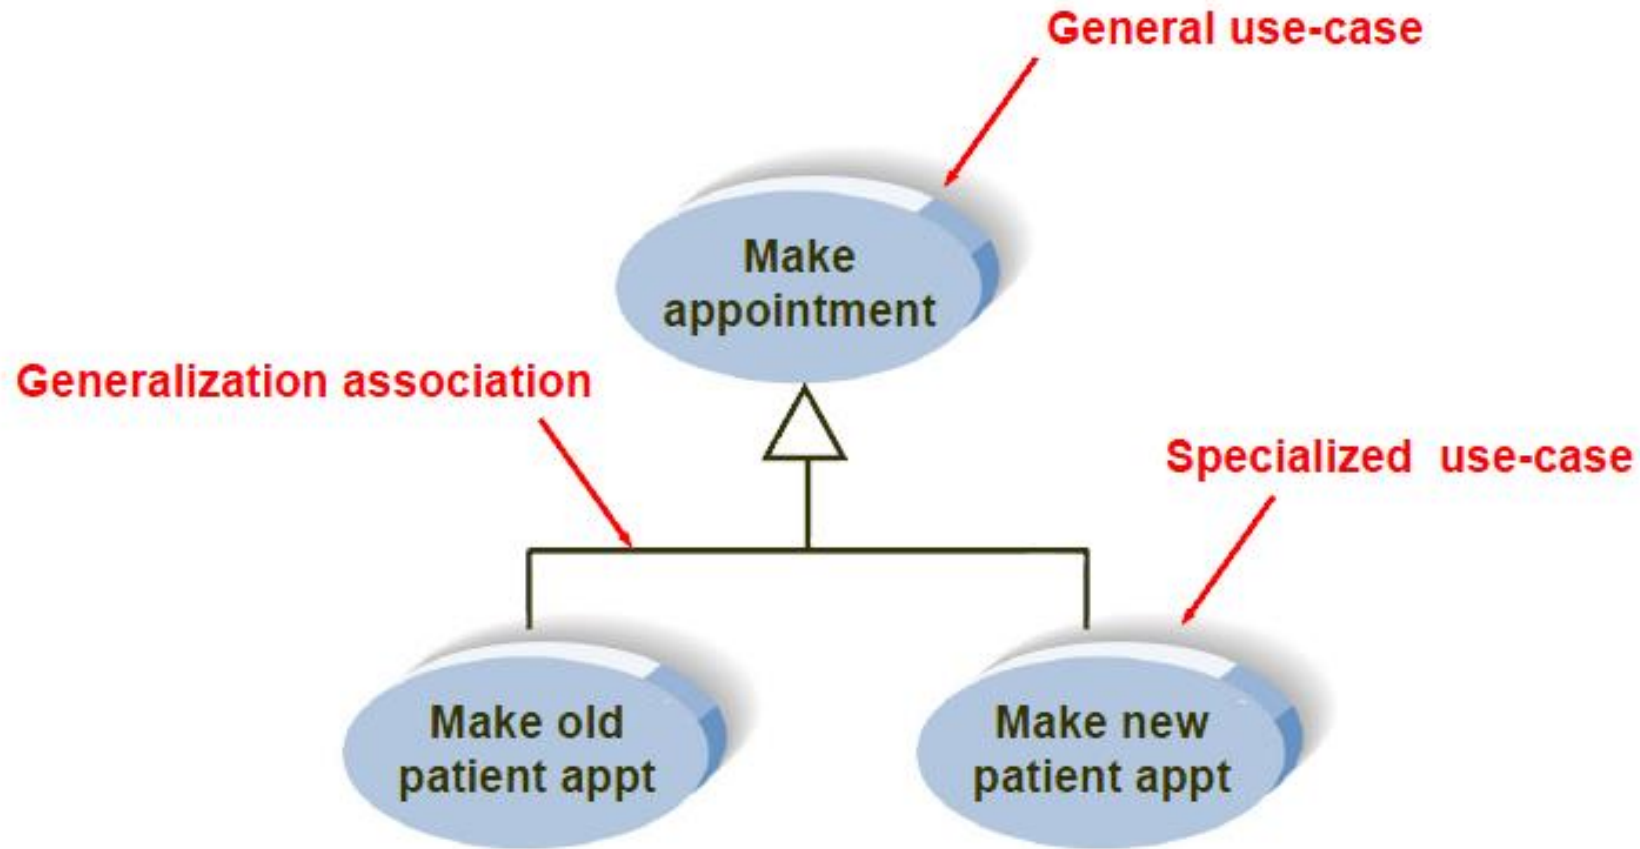 General use-case
Make
appointment
Generalization association
Specialized use-case
Make old
patient appt
Make new
patient appt